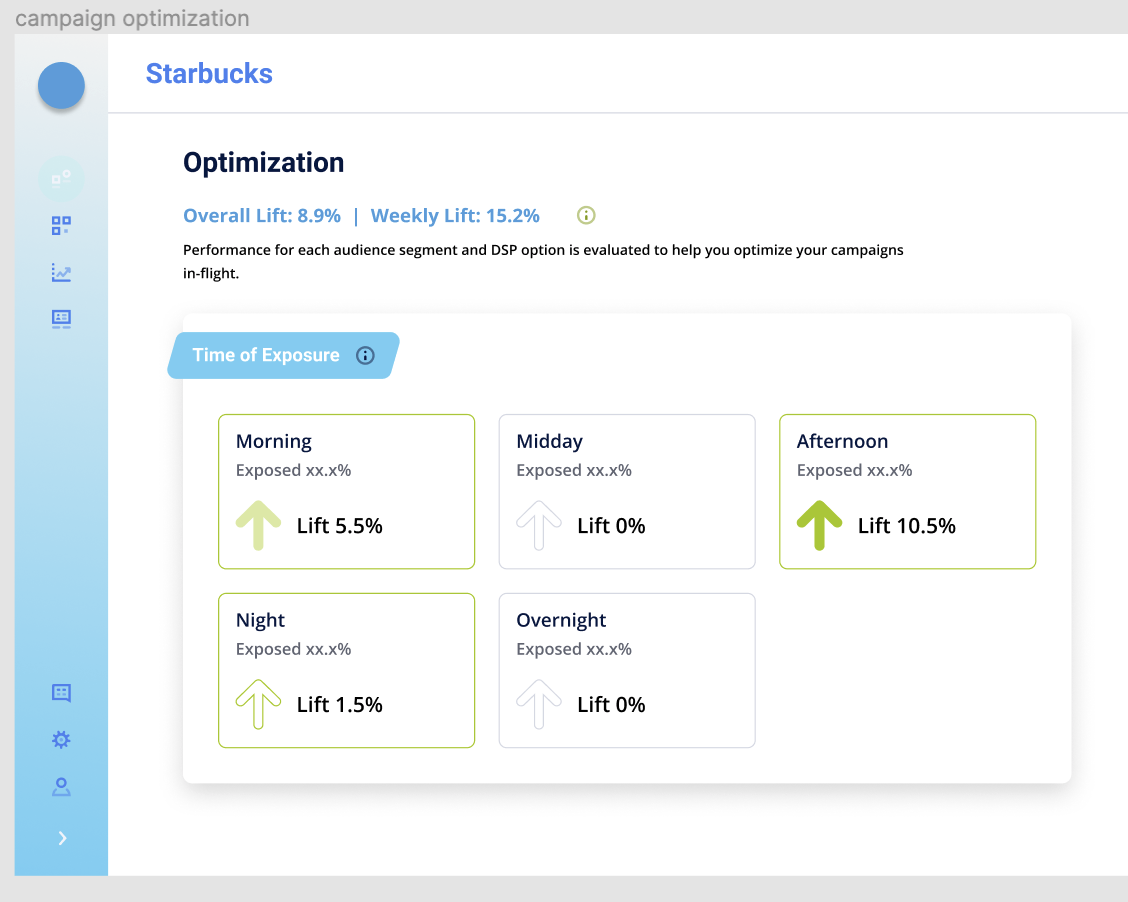 campaign optimization
Starbucks
Optimization
Overall Lift: 8.9% | Weekly Lift: 15.2%
Performance for each audience segment and DSP option is evaluated to help you optimize your campaigns
in-flight.
Time of Exposure
Morning
Exposed xx.x%
Lift 5.5%
Midday
Exposed xx.x%
Lift 0%
Afternoon
Exposed xx.x%
Lift 10.5%
Night
Exposed xx.x%
Lift 1.5%
Overnight
Exposed xx.x%
Lift 0%